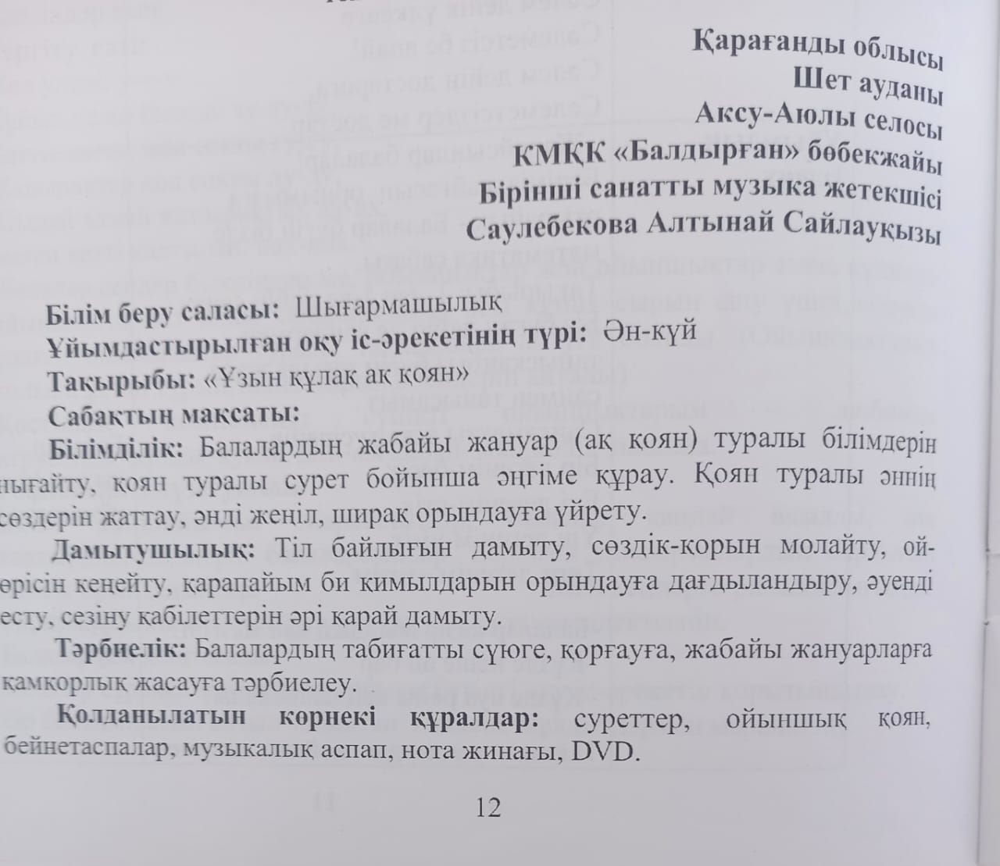 Қарағанды облысы
Шет ауданы
Аксу-Аюлы селосы
КМҚК «Балдырған» бөбекжайы
Бірінші санатты музыка жетекшісі
Саулебекова Алтынай Сайлауқызы
Білім беру саласы: Шығармашылық
Ұйымдастырылған оқу іс-әрекетінің түрі: Ән-күй
Тақырыбы: «Ұзын құлақ ақ қоян»
Сабақтың мақсаты:
Білімділік: Балалардың жабайы жануар (ақ қоян) туралы білімдерін
нығайту, қоян туралы сурет бойынша әңгіме құрау. Қоян туралы әннің
сөздерін жаттау, әнді жеңіл, ширақ орындауға үйрету.
Дамытушылық: Тіл байлығын дамыту, сөздік-қорын молайту, ой-
өрісін кеңейту, қарапайым би қимылдарын орындауға дағдыландыру, әуенді
есту, сезіну қабілеттерін әрі қарай дамыту.
Тәрбиелік: Балалардың табиғатты сүюге, қорғауға, жабайы жануарларға
қамқорлық жасауға тәрбиелеу.
Қолданылатын көрнекі құралдар: суреттер, ойыншық қоян,
бейнетаспалар, музыкалық аспап, нота жинағы, DVD.
12